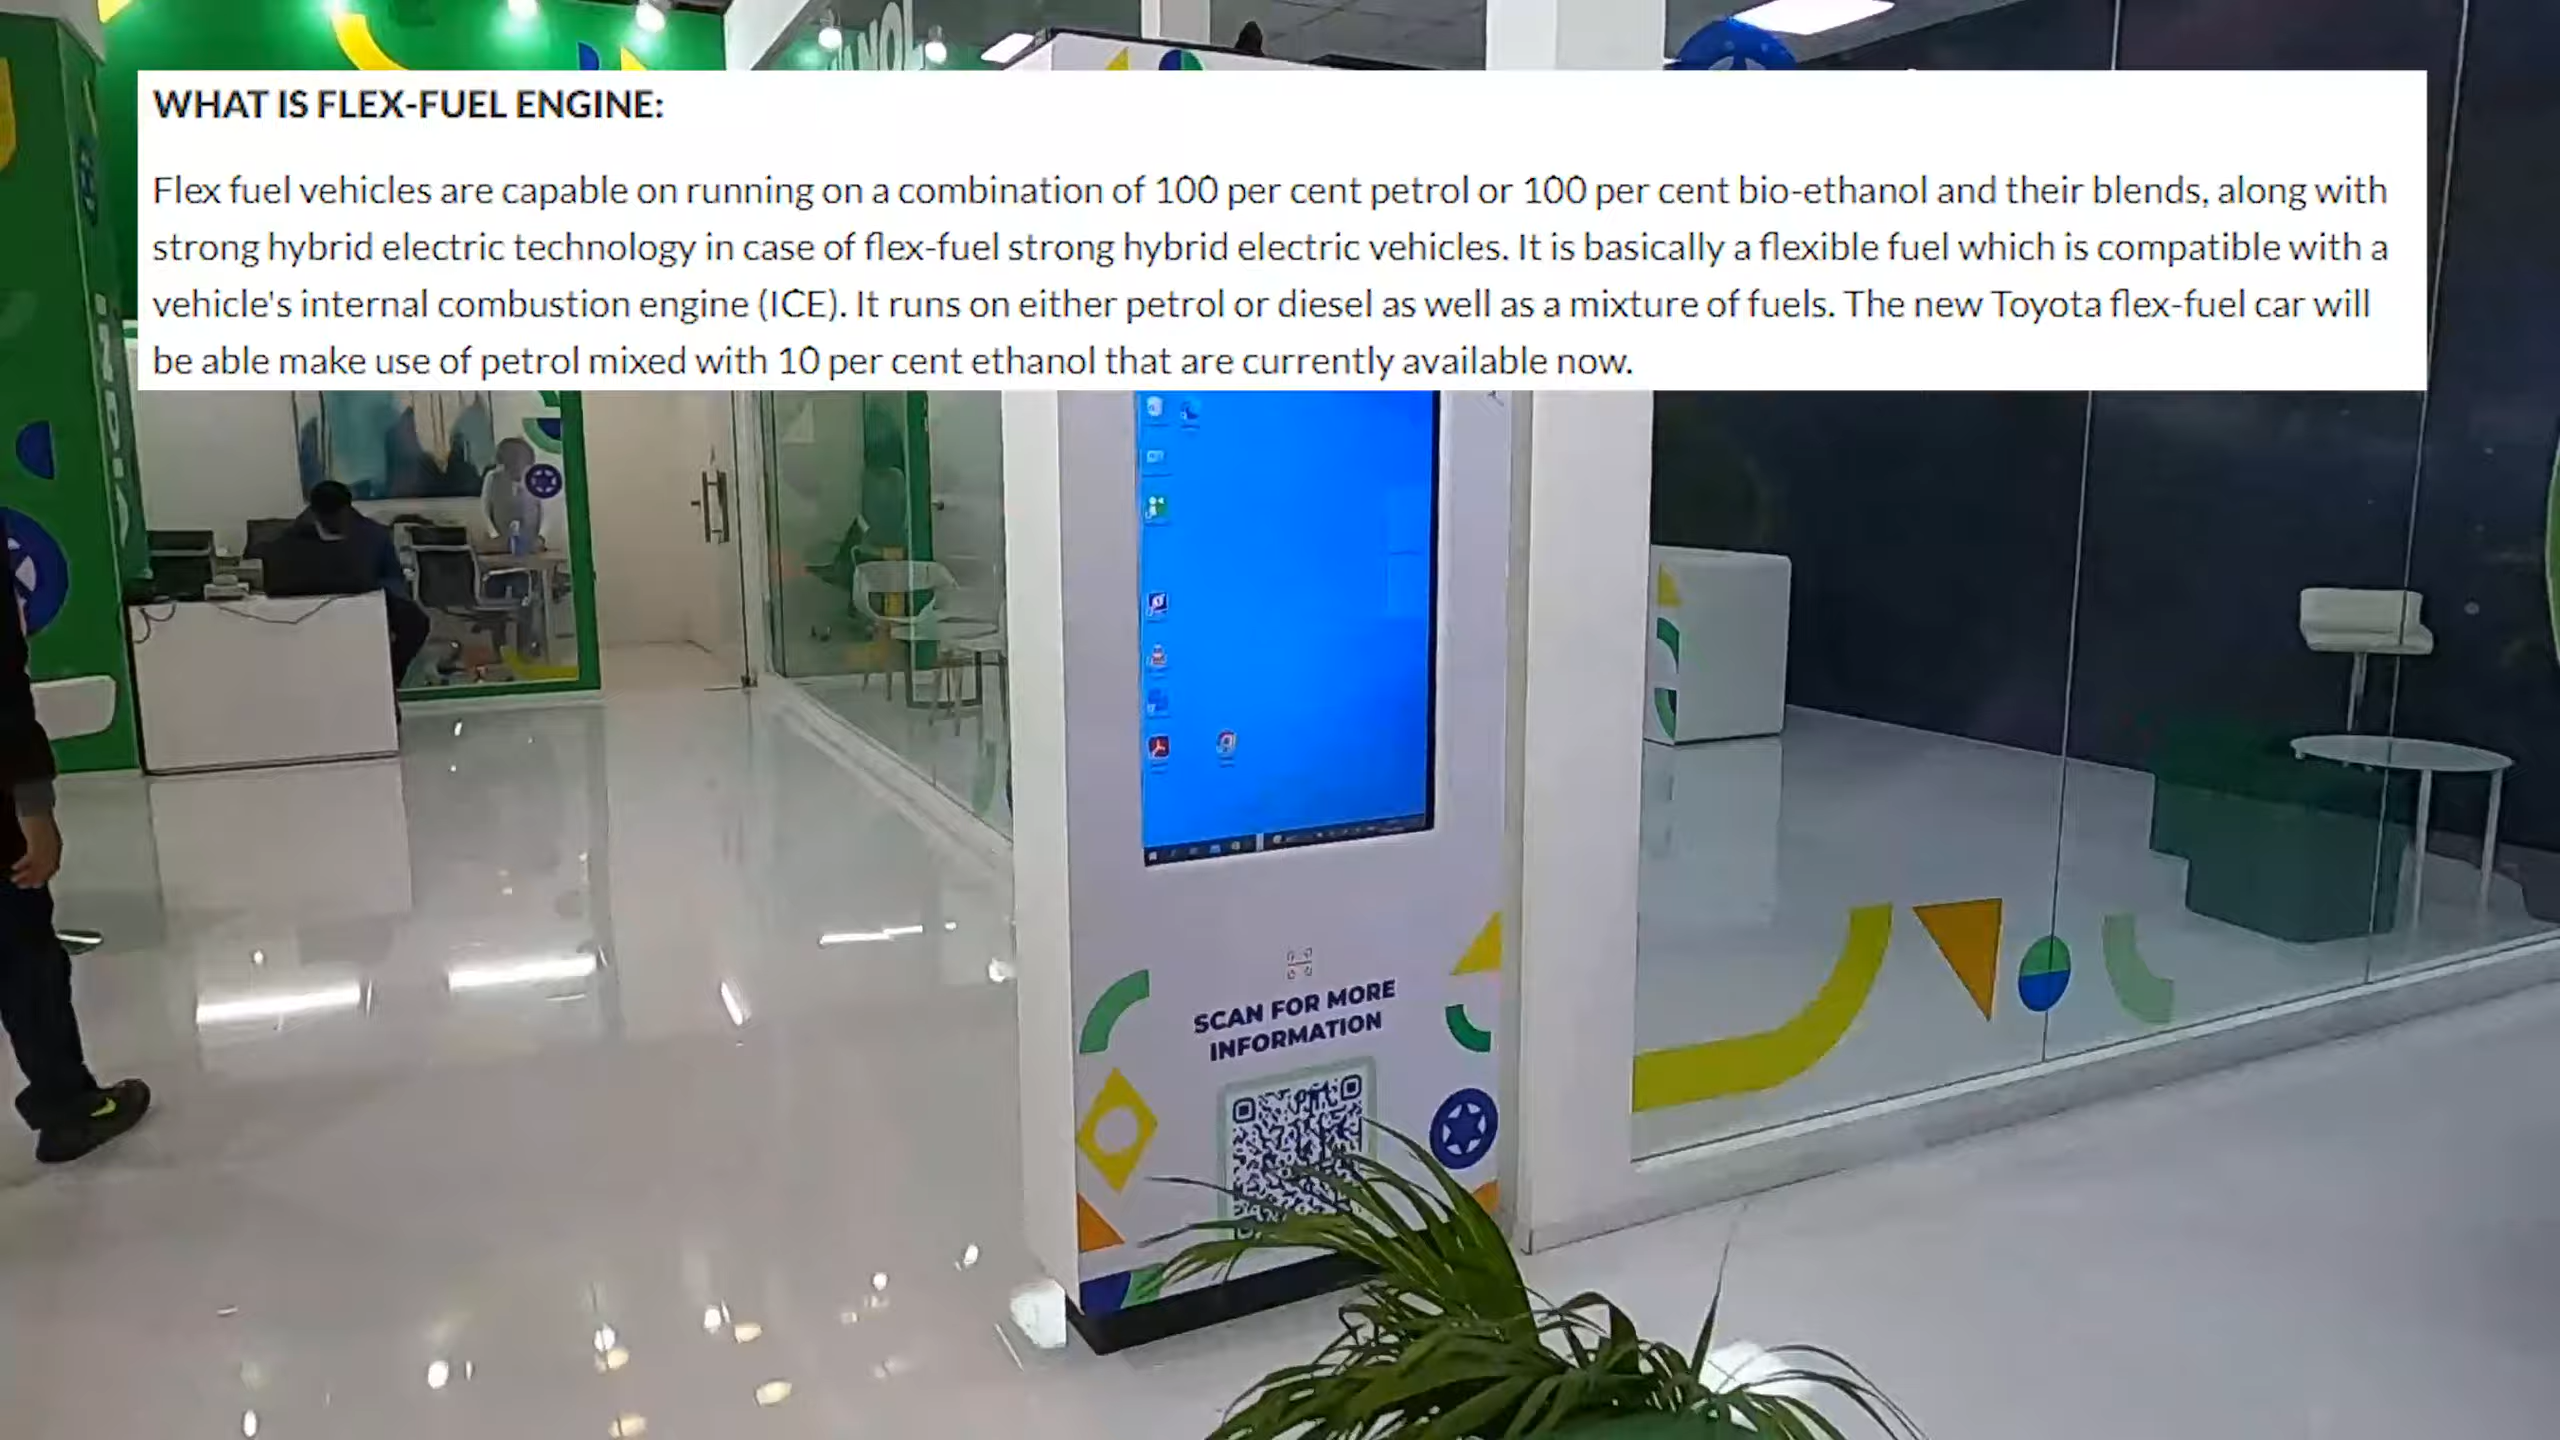 WHAT IS FLEX-FUEL ENGINE:
Flex fuel vehicles are capable on running on a combination of 100 per cent petrol or 100 per cent bio-ethanol and their blends, along with
strong hybrid electric technology in case of flex-fuel strong hybrid electric vehicles. It is basically a flexible fuel which is compatible with a
vehicle's internal combustion engine (ICE). It runs on either petrol or diesel as well as a mixture of fuels. The new Toyota flex-fuel car will
be able make use of petrol mixed with 10 per cent ethanol that are currently available now.
SCAN FOR MORE
INFORMATION